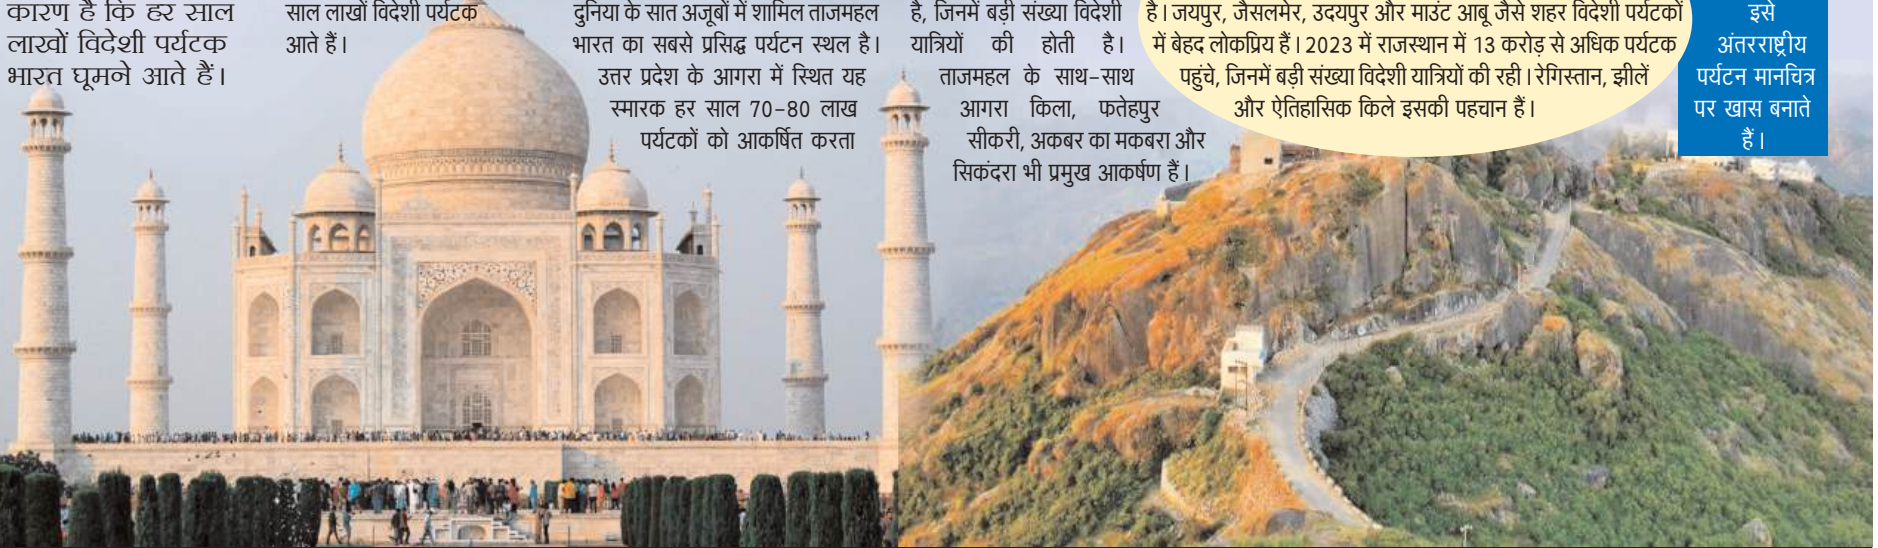 कारण है कि हर साल
लाखों विदेशी पर्यटक
भारत घूमने आते हैं।
साल लाखों विदेशी पर्यटक
आते हैं।
दुनिया के सात अजूबों में शामिल ताजमहल
भारत का सबसे प्रसिद्ध पर्यटन स्थल है।
उत्तर प्रदेश के आगरा में स्थित यह
स्मारक हर साल 70-80 लाख
पर्यटकों को आकर्षित करता
है, जिनमें बड़ी संख्या विदेशी
यात्रियों की होती है।
ताजमहल के साथ-साथ
आगरा किला, फतेहपुर
सीकरी, अकबर का मकबरा और
सिकंदरा भी प्रमुख आकर्षण हैं।
है। जयपुर, जैसलमेर, उदयपुर और माउंट आबू जैसे शहर विदेशी पर्यटकों
में बेहद लोकप्रिय हैं। 2023 में राजस्थान में 13 करोड़ से अधिक पर्यटक
पहुंचे, जिनमें बड़ी संख्या विदेशी यात्रियों की रही। रेगिस्तान, झीलें
और ऐतिहासिक किले इसकी पहचान हैं।
इसे
अंतरराष्ट्रीय
पर्यटन मानचित्र
पर खास बनाते
हैं।